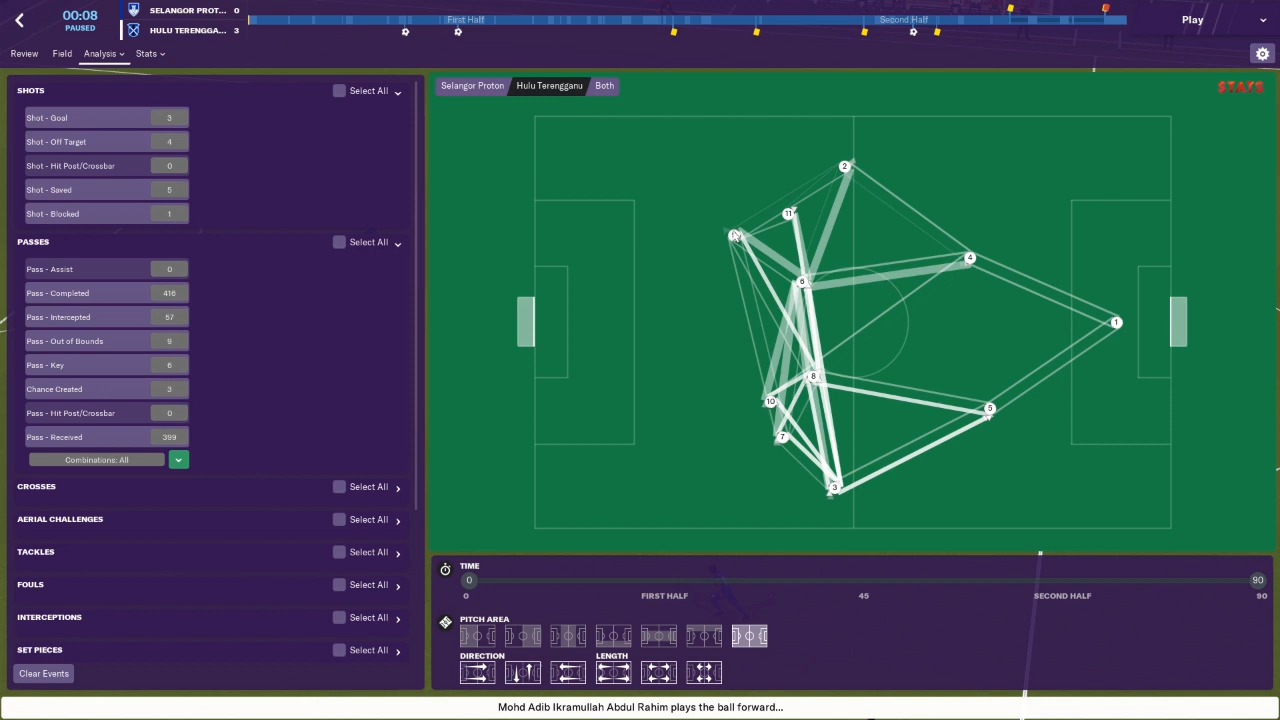 00:08
PAUSED
SELANGOR PROT... 0
HULU TERENGGA... 3
First Half
Second Half
Play
Review
Field
Analysis
Stats
SHOTS
Select All
Shot - Goal 3
Shot - Off Target 4
Shot - Hit Post/Crossbar 0
Shot - Saved 5
Shot - Blocked 1
PASSES
Select All
Pass - Assist 0
Pass - Completed 416
Pass - Intercepted 57
Pass - Out of Bounds 9
Pass - Key 6
Chance Created 3
Pass - Hit Post/Crossbar 0
Pass - Received 399
Combinations: All
CROSSES
Select All
AERIAL CHALLENGES
Select All
TACKLES
Select All
FOULS
Select All
INTERCEPTIONS
Select All
SET PIECES
Select All
Clear Events
Selangor Proton
Hulu Terengganu
Both
STATS
2
11
4
6
1
8
10
5
7
3
TIME
0
90
0
FIRST HALF
45
SECOND HALF
90
PITCH AREA
DIRECTION
LENGTH
Mohd Adib Ikramullah Abdul Rahim plays the ball forward...